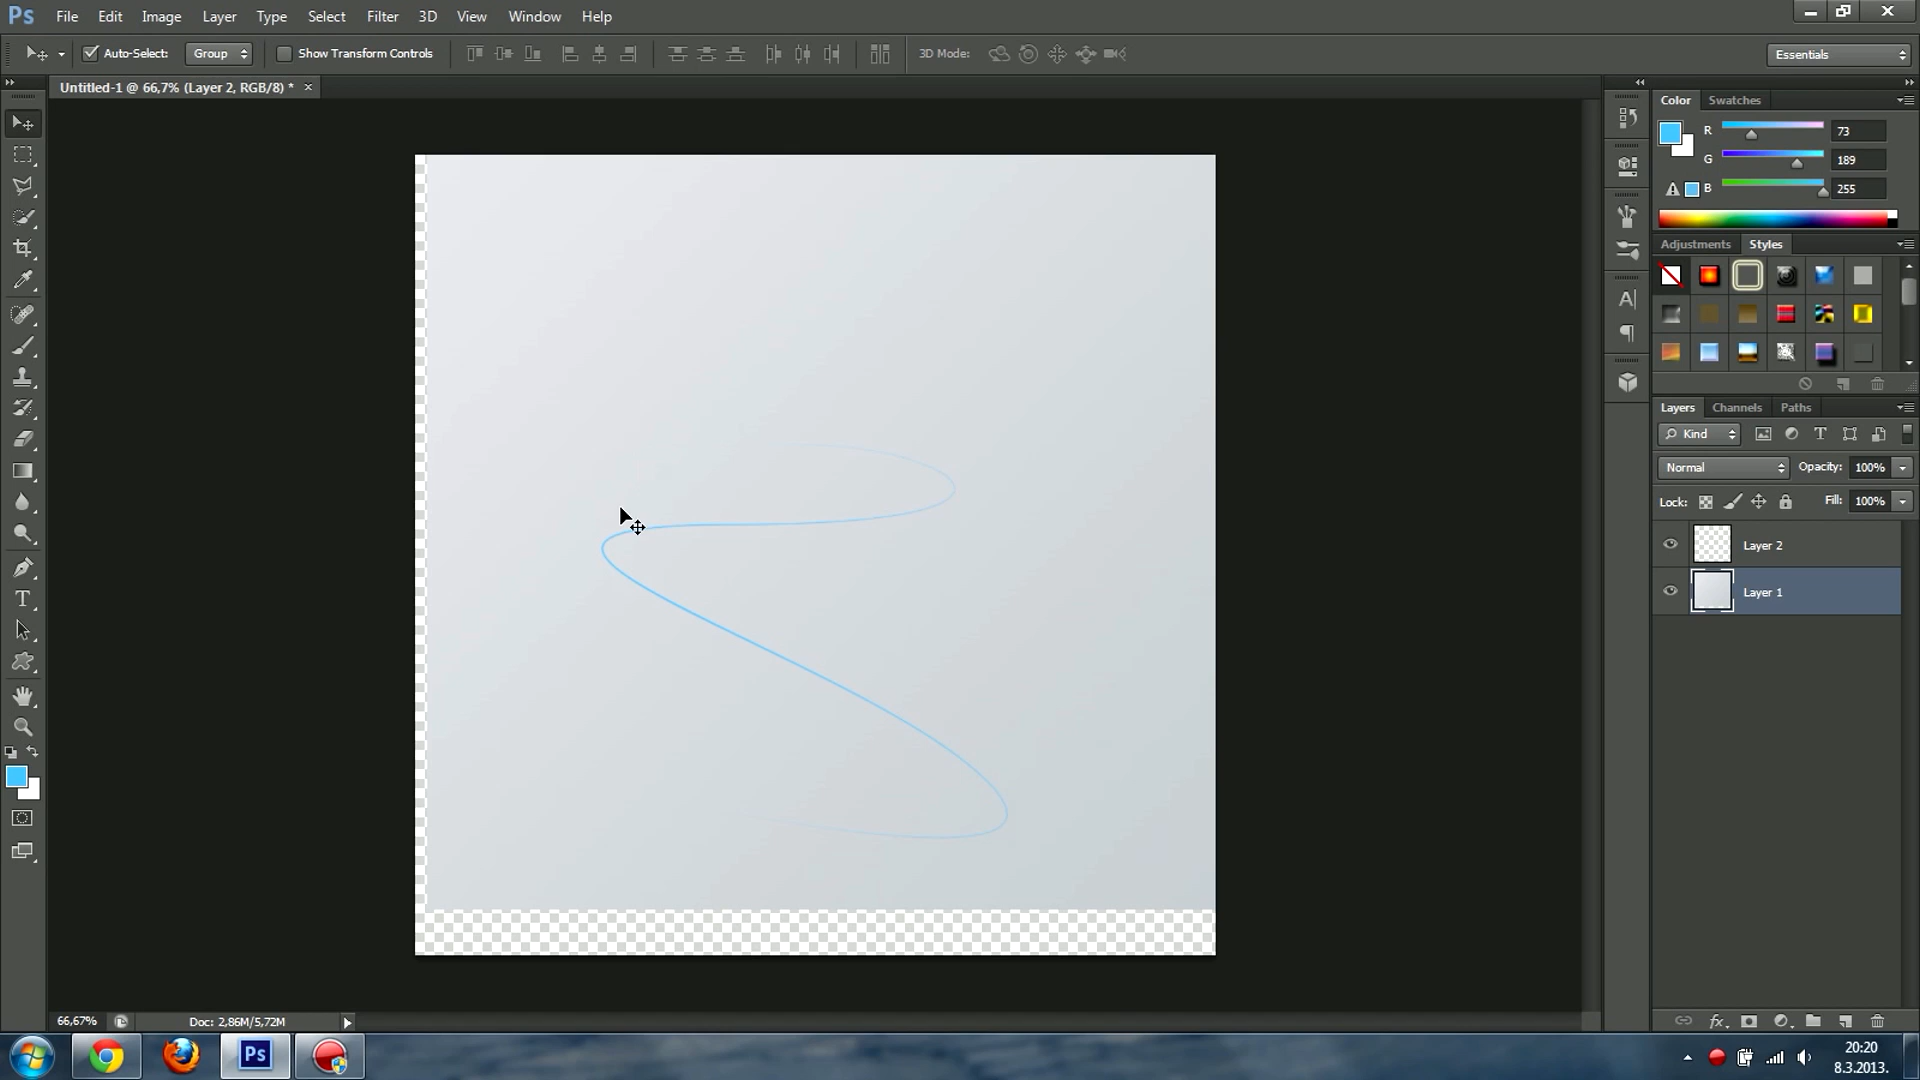 Ps File Edit Image Layer Type Select Filter 3D View Window Help
Auto-Select: Group Show Transform Controls 3D Mode: Essentials
Untitled-1 @ 66,7% (Layer 2, RGB/8) * ×
Color Swatches
R 73
G 189
B 255
Adjustments Styles
Layers Channels Paths
Kind
Normal Opacity: 100%
Lock: Fill: 100%
Layer 2
Layer 1
66,67% Doc: 2,86M/5,72M
fx
Ps
20:20
8.3.2013.